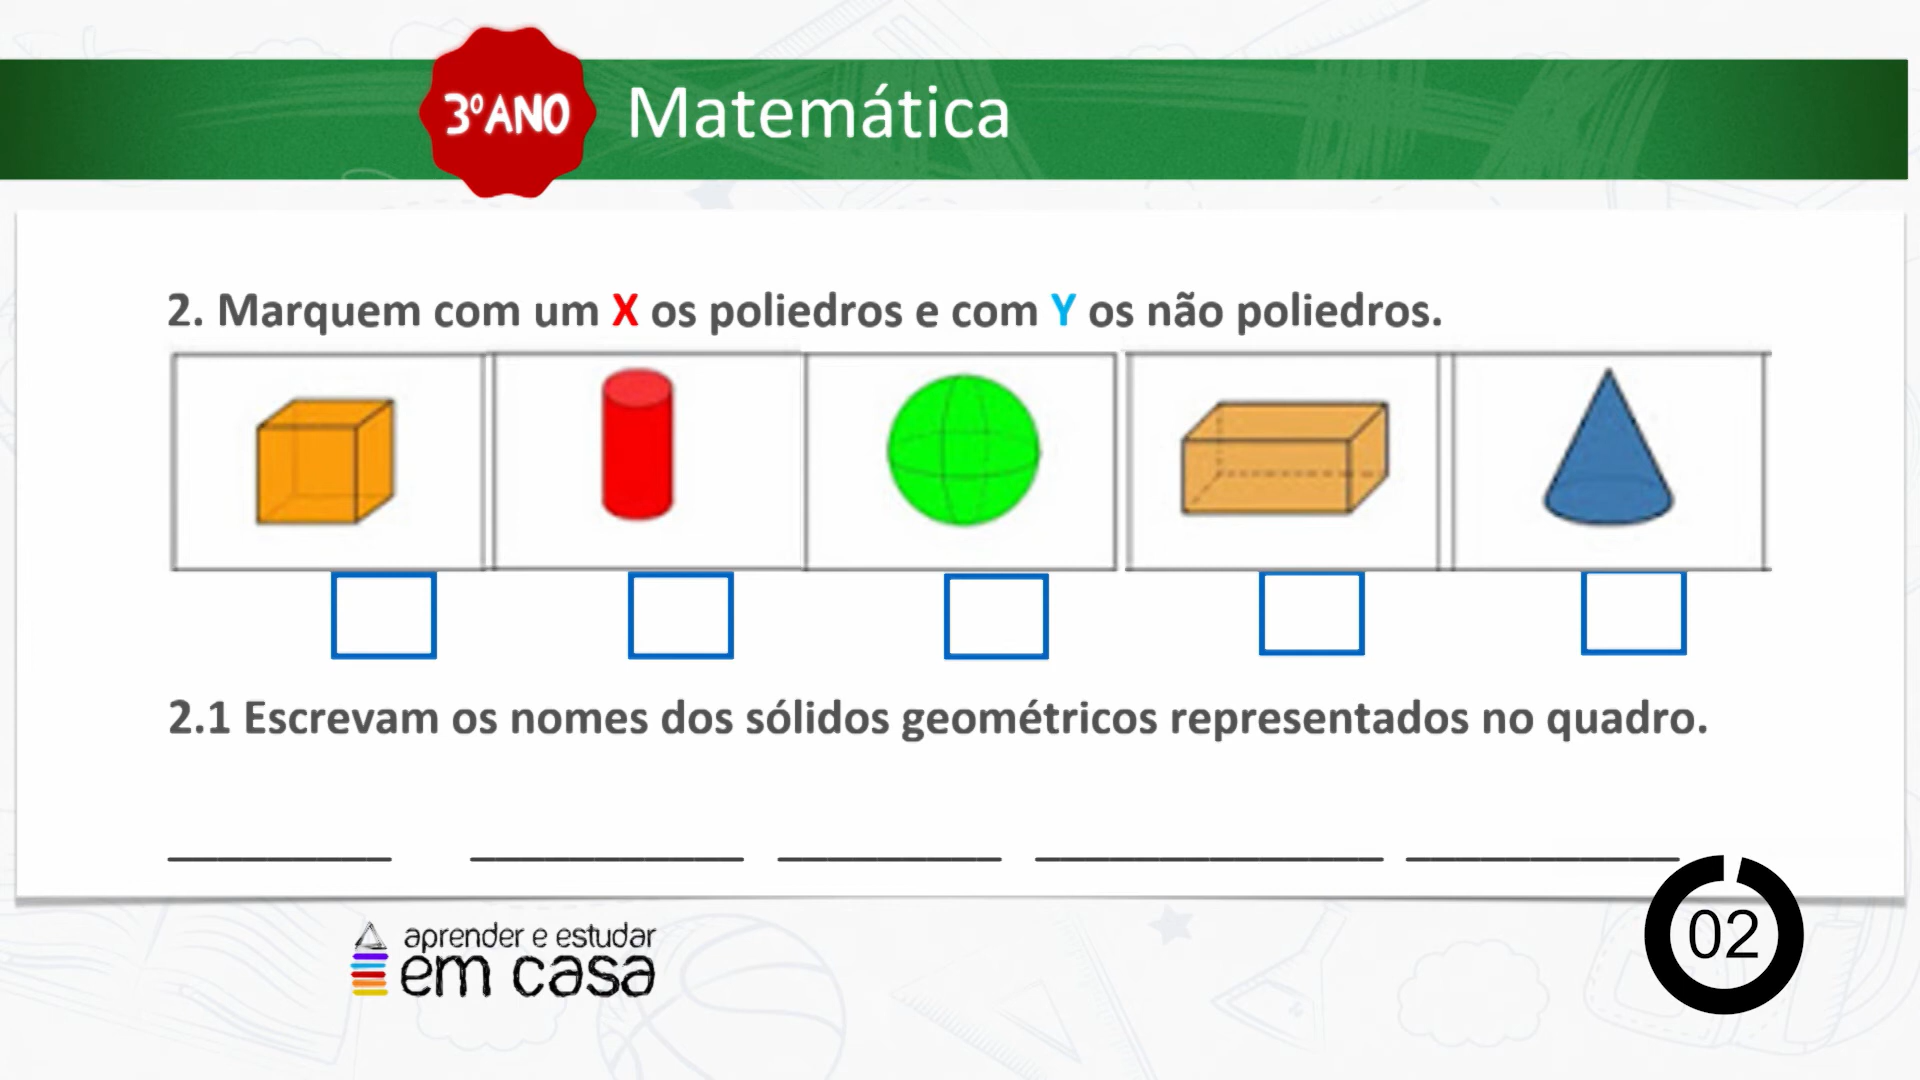 3ºANO Matemática
2. Marquem com um X os poliedros e com Y os não poliedros.
2.1 Escrevam os nomes dos sólidos geométricos representados no quadro.
aprender e estudar
em casa
02